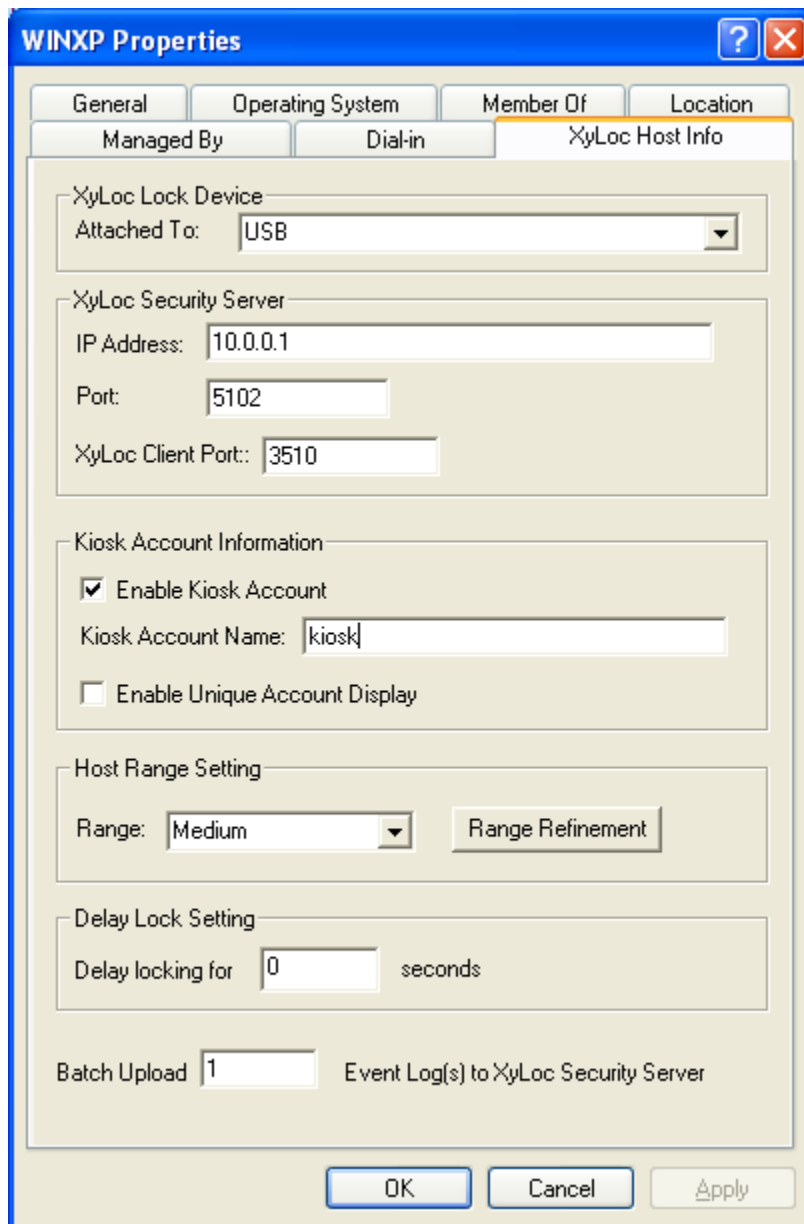 WINXP Properties
General Operating System Member Of Location
Managed By Dial-in XyLoc Host Info
XyLoc Lock Device
Attached To: USB
XyLoc Security Server
IP Address: 10.0.0.1
Port: 5102
XyLoc Client Port:: 3510
Kiosk Account Information
Enable Kiosk Account
Kiosk Account Name: kiosk
Enable Unique Account Display
Host Range Setting
Range: Medium Range Refinement
Delay Lock Setting
Delay locking for 0 seconds
Batch Upload 1 Event Log(s) to XyLoc Security Server
OK Cancel Apply